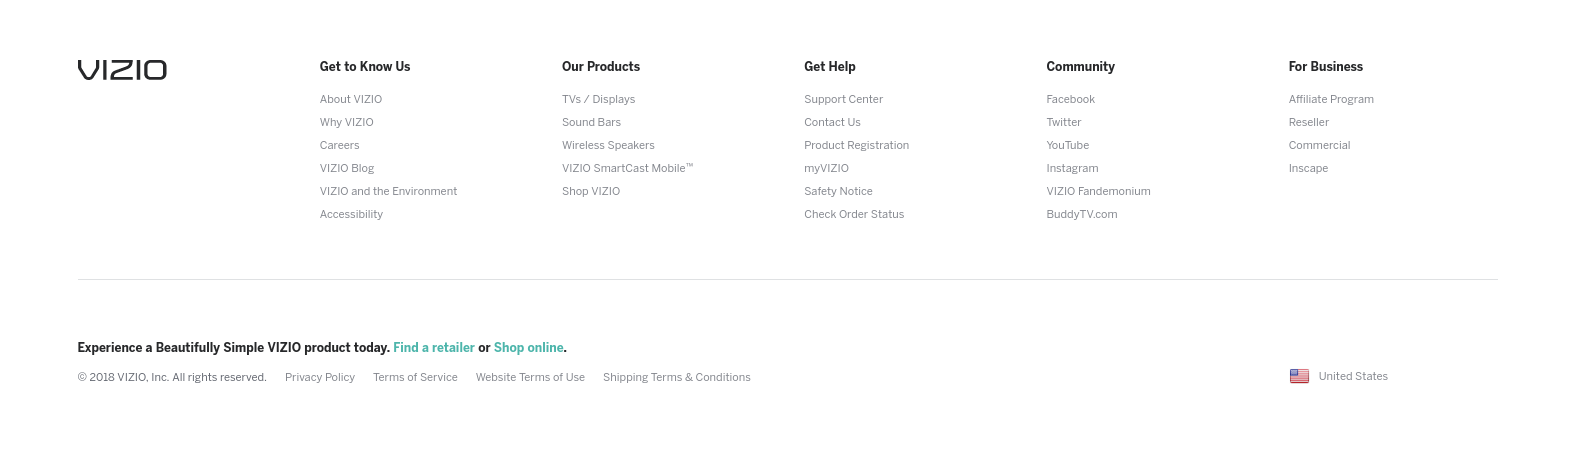 VIZIO
Get to Know Us
About VIZIO
Why VIZIO
Careers
VIZIO Blog
VIZIO and the Environment
Accessibility
Our Products
TVs / Displays
Sound Bars
Wireless Speakers
VIZIO SmartCast Mobile™
Shop VIZIO
Get Help
Support Center
Contact Us
Product Registration
myVIZIO
Safety Notice
Check Order Status
Community
Facebook
Twitter
YouTube
Instagram
VIZIO Fandemonium
BuddyTV.com
For Business
Affiliate Program
Reseller
Commercial
Inscape
Experience a Beautifully Simple VIZIO product today. Find a retailer or Shop online.
© 2018 VIZIO, Inc. All rights reserved. Privacy Policy Terms of Service Website Terms of Use Shipping Terms & Conditions
United States